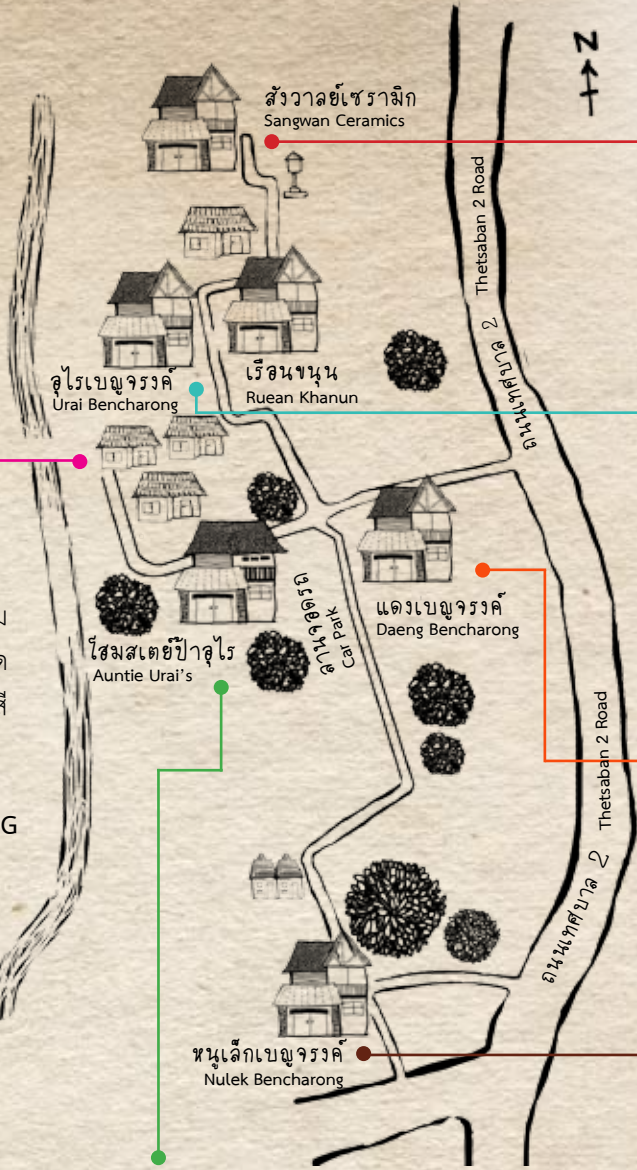 N
สังวาลย์เซรามิก
Sangwan Ceramics
Thetsaban 2 Road
ถนนเทศบาล 2
อุไรเบญจรงค์
Urai Bencharong
เรือนขนุน
Ruean Khanun
แดงเบญจรงค์
Daeng Bencharong
ลานจอดรถ
Car Park
โฮมสเตย์ป้าอุไร
Auntie Urai's
ม
ด
สี
G
Thetsaban 2 Road
ถนนเทศบาล 2
หนูเล็กเบญจรงค์
Nulek Bencharong